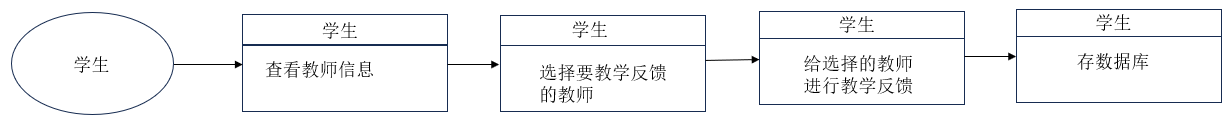 学生
学生
查看教师信息
学生
选择要教学反馈
的教师
学生
给选择的教师
进行教学反馈
学生
存数据库